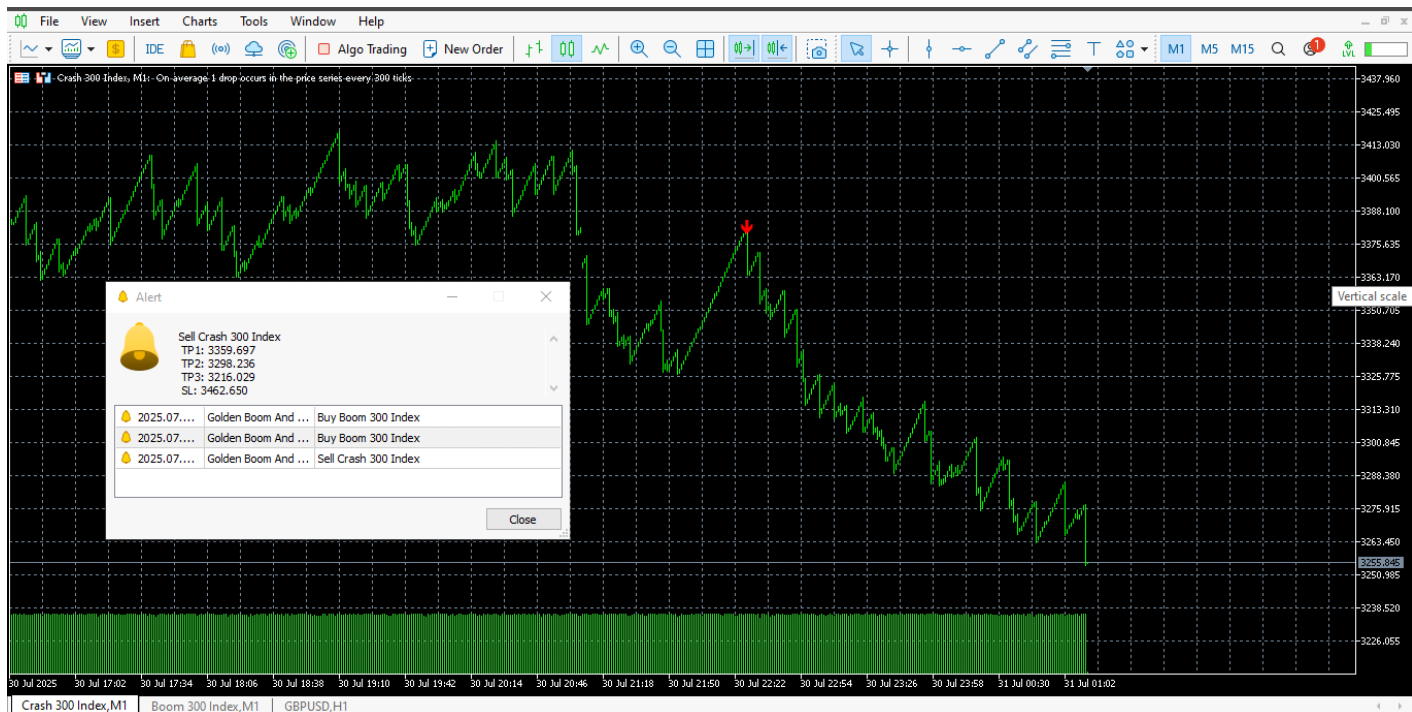 File View Insert Charts Tools Window Help
$ IDE Algo Trading New Order T M1 M5 M15 1 LVL
Crash 300 Index, M1: On average 1 drop occurs in the price series every 300 ticks
3437.960
3425.495
3413.030
3400.565
3388.100
3375.635
3363.170
Vertical scale
3350.705
3338.240
3325.775
3313.310
3300.845
3288.380
3275.915
3263.450
3255.845
3250.985
3238.520
3226.055
Alert
Sell Crash 300 Index
TP1: 3359.697
TP2: 3298.236
TP3: 3216.029
SL: 3462.650
2025.07.... Golden Boom And ... Buy Boom 300 Index
2025.07.... Golden Boom And ... Buy Boom 300 Index
2025.07.... Golden Boom And ... Sell Crash 300 Index
Close
30 Jul 2025 30 Jul 17:02 30 Jul 17:34 30 Jul 18:06 30 Jul 18:38 30 Jul 19:10 30 Jul 19:42 30 Jul 20:14 30 Jul 20:46 30 Jul 21:18 30 Jul 21:50 30 Jul 22:22 30 Jul 22:54 30 Jul 23:26 30 Jul 23:58 31 Jul 00:30 31 Jul 01:02
Crash 300 Index,M1 Boom 300 Index,M1 GBPUSD,H1